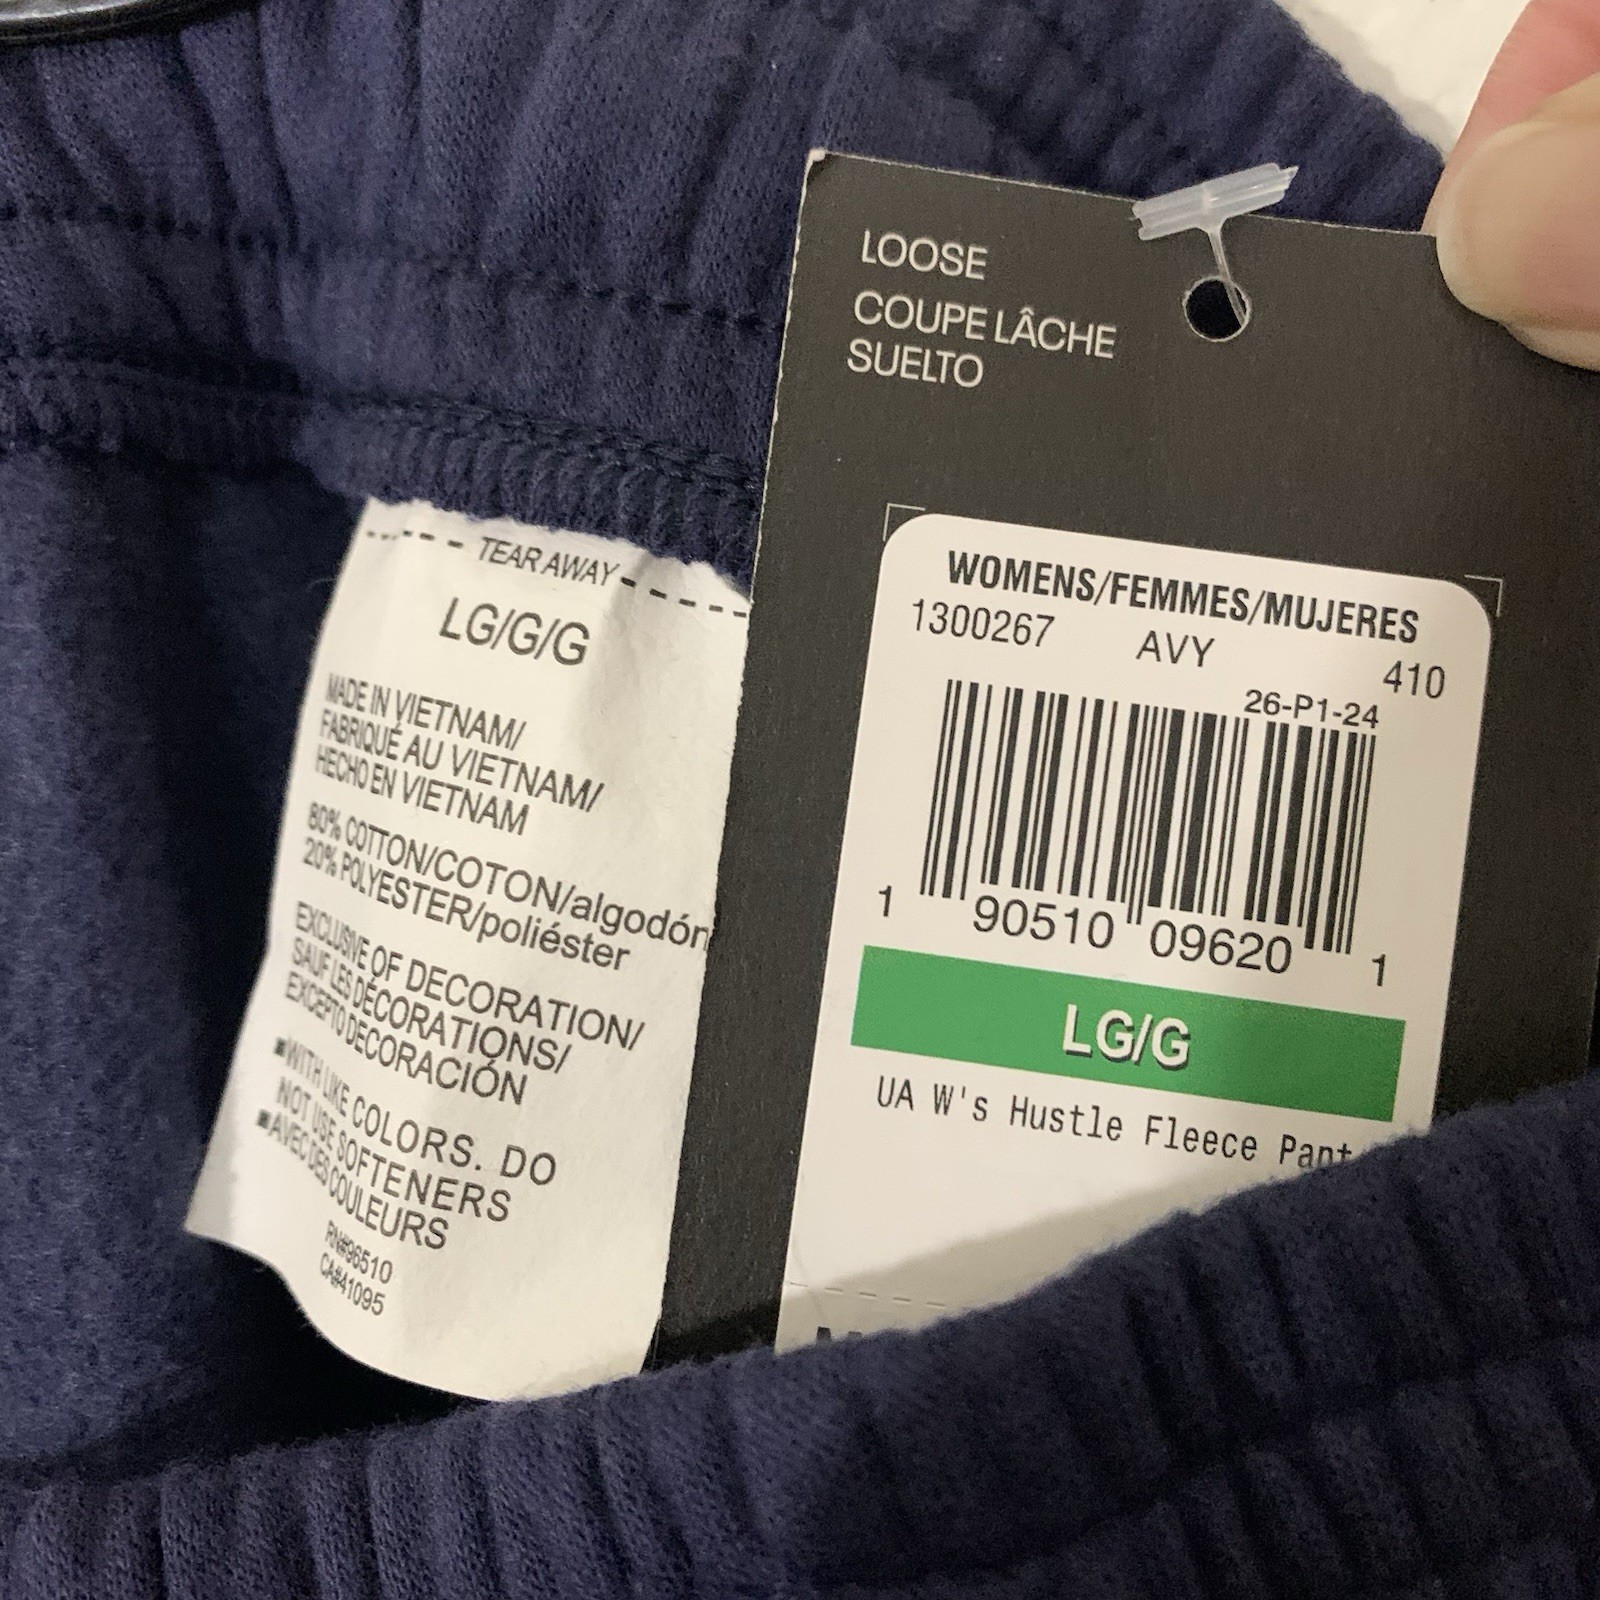 TEAR AWAY
LG/G/G
MADE IN VIETNAM/
FABRIQUÉ AU VIETNAM/
HECHO EN VIETNAM
80% COTTON/COTON/algodón
20% POLYESTER/poliéster
EXCLUSIVE OF DECORATION/
SAUF LES DÉCORATIONS/
EXCEPTO DECORACIÓN
WITH LIKE COLORS. DO
NOT USE SOFTENERS
AVEC DES COULEURS
RN#96510
CA#41095
LOOSE
COUPE LÂCHE
SUELTO
WOMENS/FEMMES/MUJERES
1300267 AVY 410
26-P1-24
1 90510 09620 1
LG/G
UA W's Hustle Fleece Pant